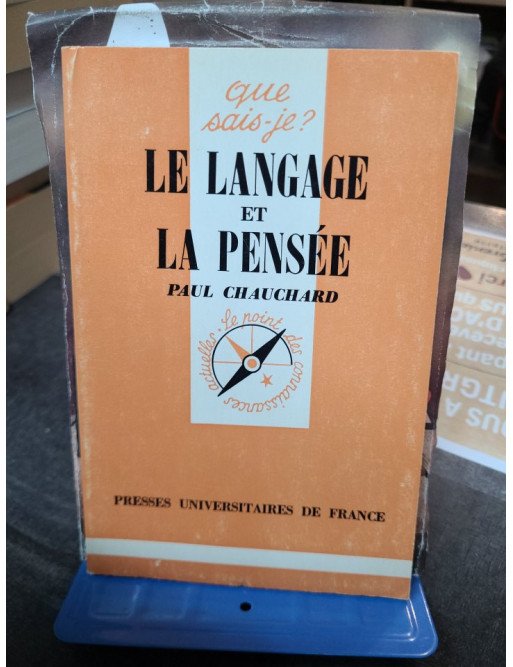 que
sais-je?
LE LANGAGE
ET
LA PENSÉE
PAUL CHAUCHARD
Le point des connaissances actuelles
PRESSES UNIVERSITAIRES DE FRANCE